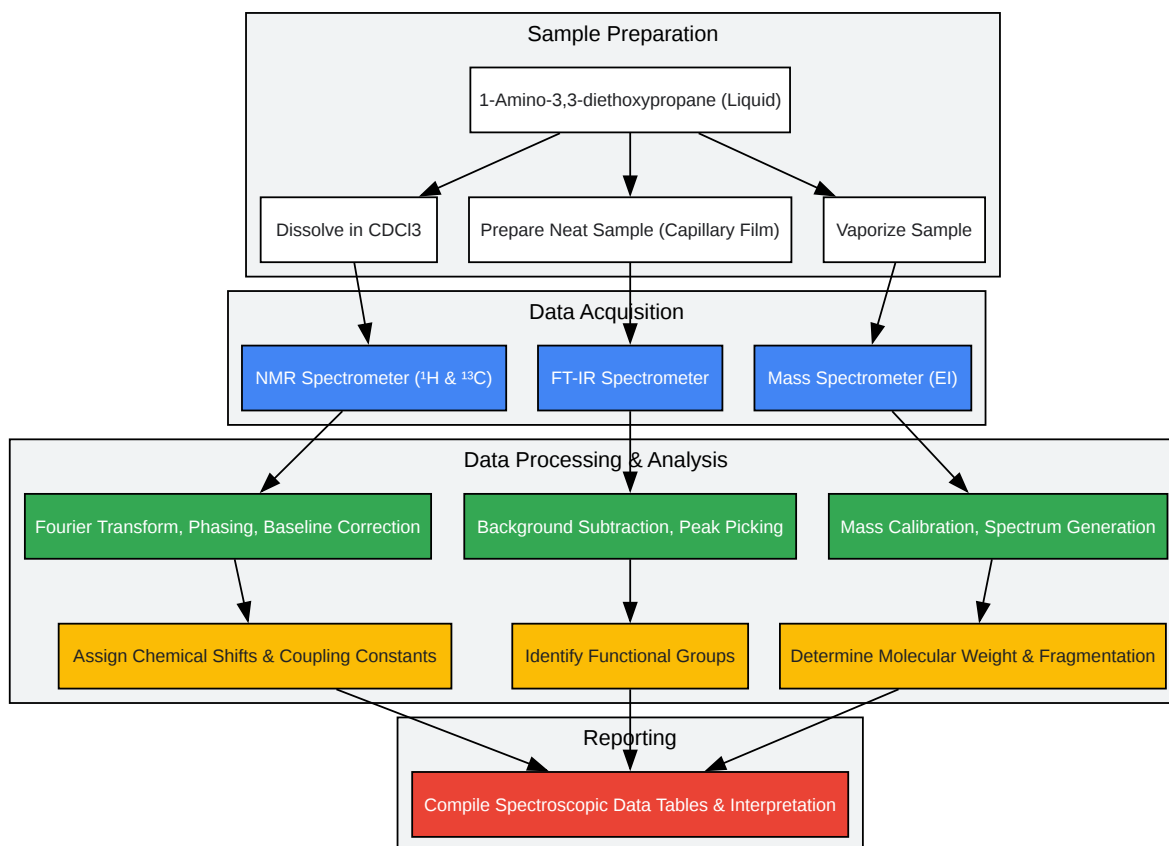 Sample Preparation
1-Amino-3,3-diethoxypropane (Liquid)
Dissolve in CDCl3
Prepare Neat Sample (Capillary Film)
Vaporize Sample
Data Acquisition
NMR Spectrometer (¹H & ¹³C)
FT-IR Spectrometer
Mass Spectrometer (EI)
Data Processing & Analysis
Fourier Transform, Phasing, Baseline Correction
Background Subtraction, Peak Picking
Mass Calibration, Spectrum Generation
Assign Chemical Shifts & Coupling Constants
Identify Functional Groups
Determine Molecular Weight & Fragmentation
Reporting
Compile Spectroscopic Data Tables & Interpretation